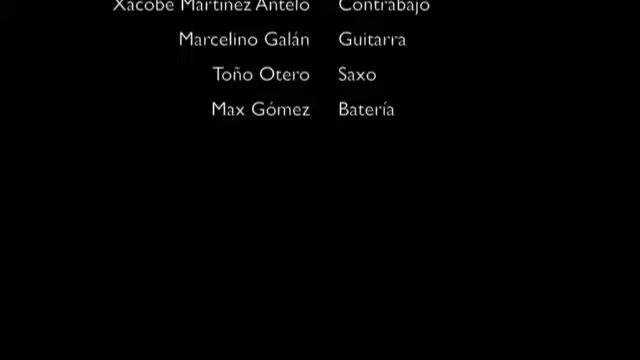 Xacobe Martínez Antelo Contrabajo
Marcelino Galán Guitarra
Toño Otero Saxo
Max Gómez Batería